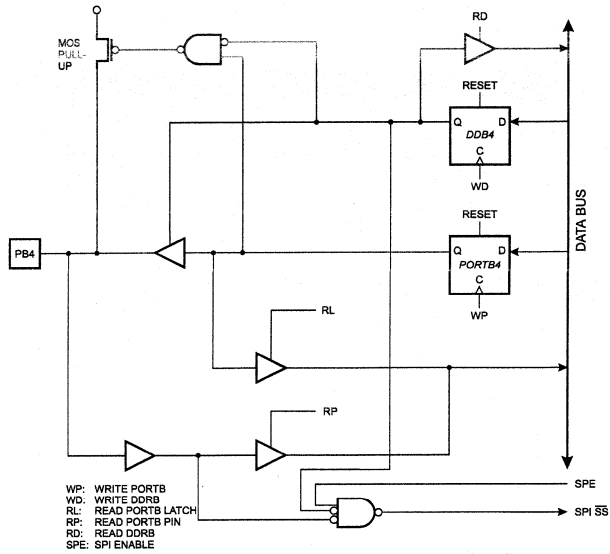 RD
MOS
PULL-
UP
RESET
Q D
DDB4
C
WD
DATA BUS
RESET
PB4
Q D
PORTB4
C
WP
RL
RP
WP: WRITE PORTB
WD: WRITE DDRB
RL: READ PORTB LATCH
RP: READ PORTB PIN
RD: READ DDRB
SPE: SPI ENABLE
SPE
SPI SS